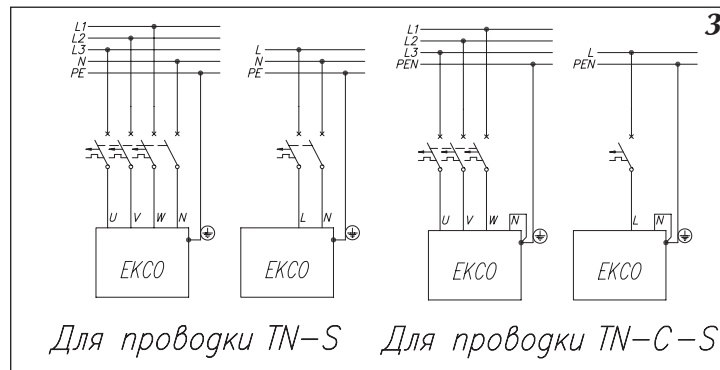 3
L1
L2
L3
N
PE
L
N
PE
L1
L2
L3
PEN
L
PEN
U V W N
L N
U V W N
L N
EKCO
EKCO
EKCO
EKCO
Для проводки TN-S
Для проводки TN-C-S